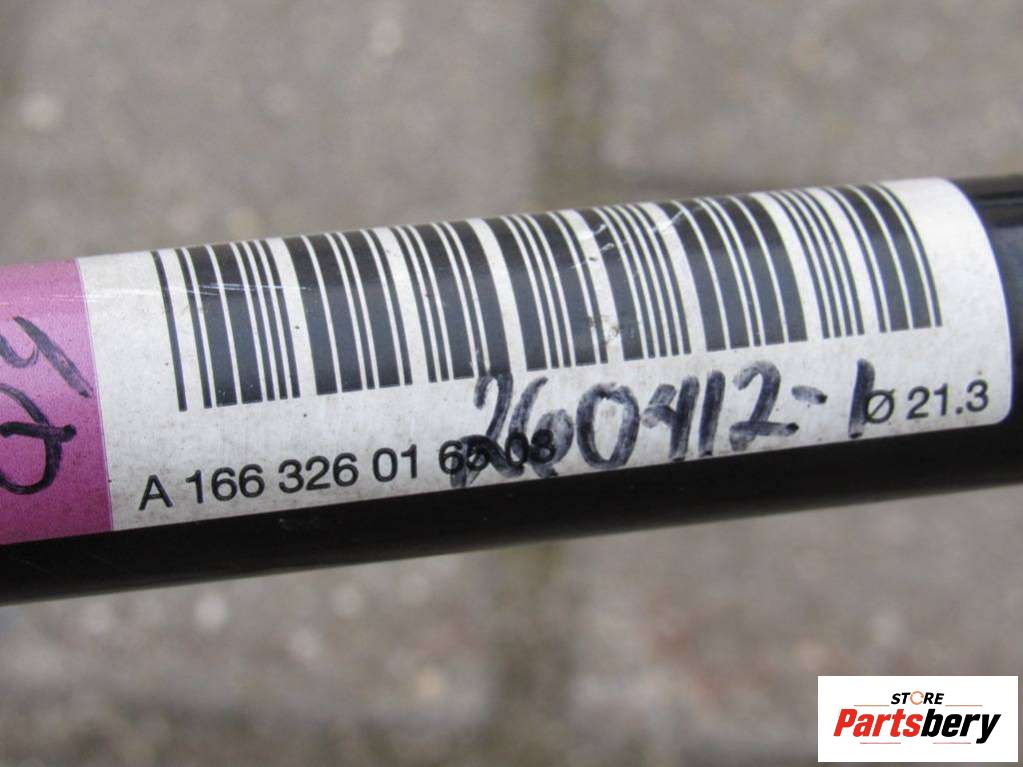 260412-1
A 166 326 01 65 08
Ø 21.3
STORE
Partsbery